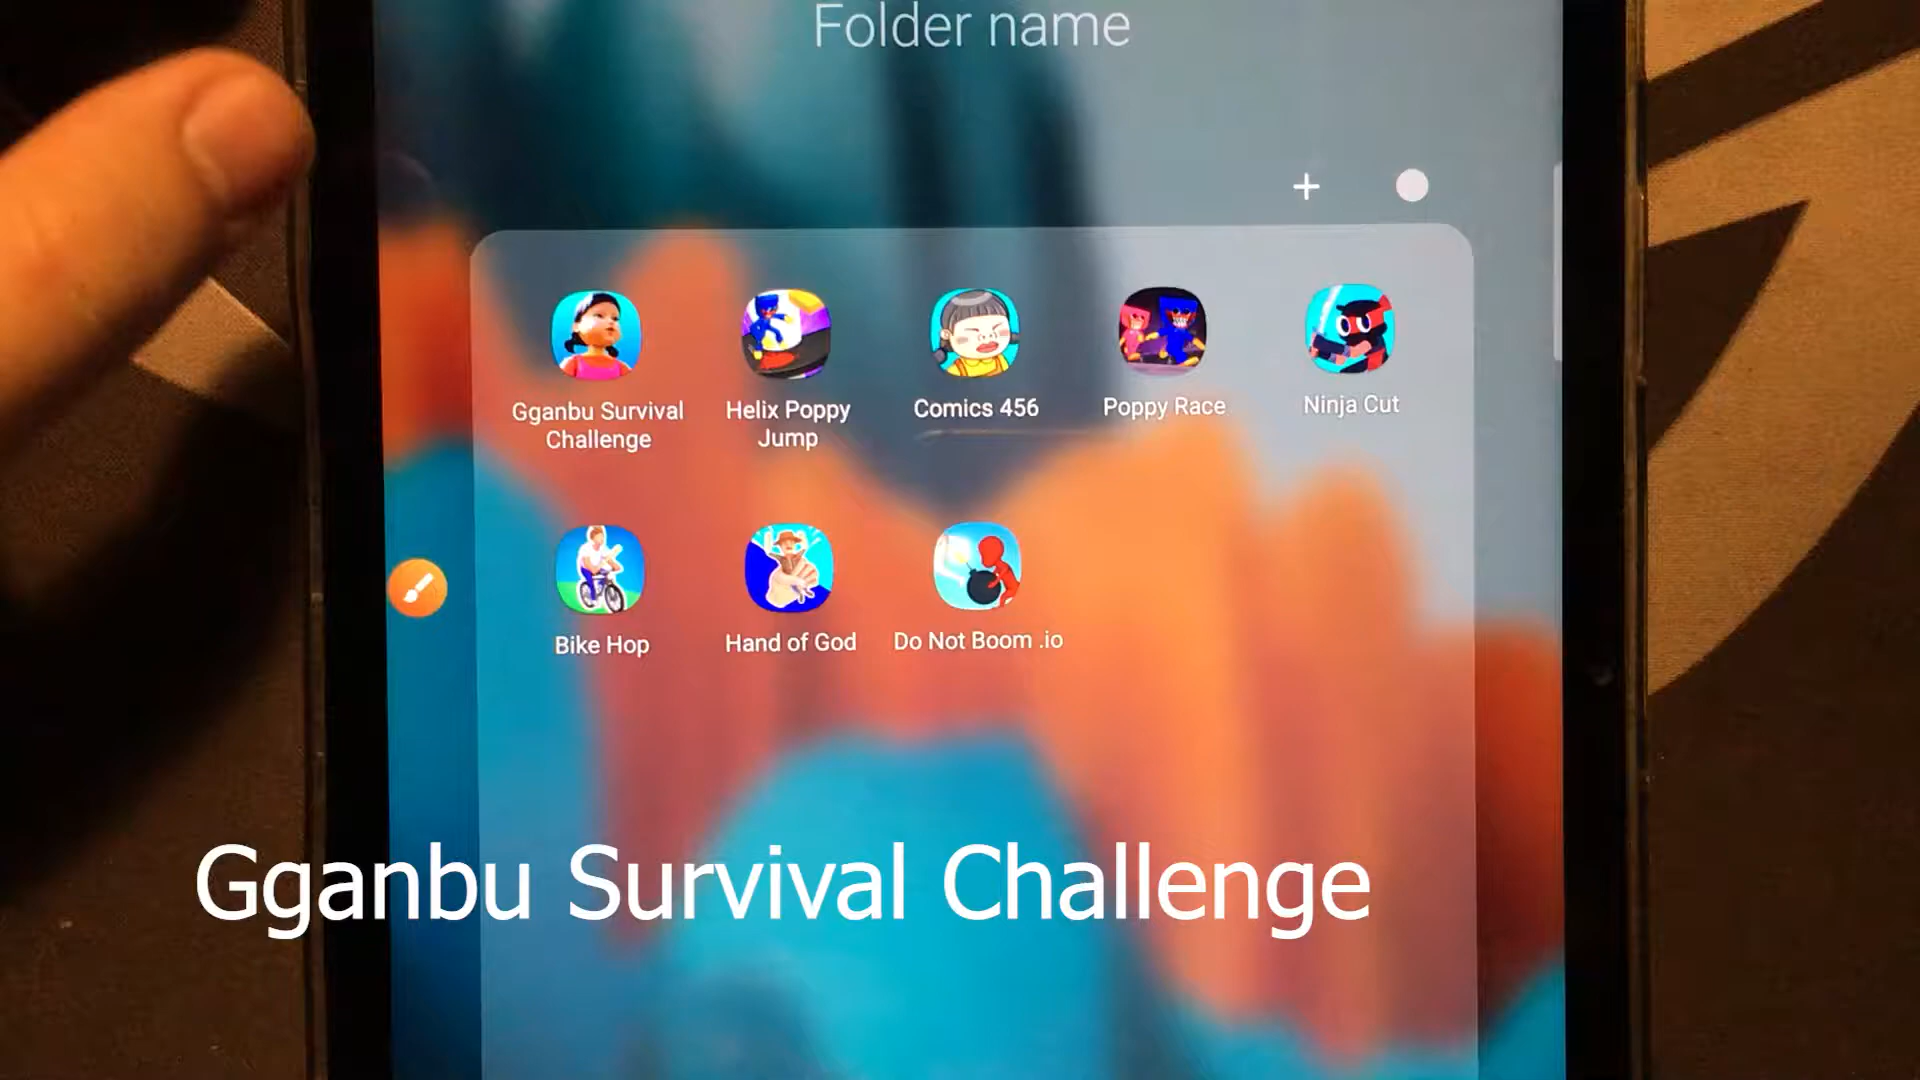 Folder name
Gganbu Survival
Challenge
Helix Poppy
Jump
Comics 456
Poppy Race
Ninja Cut
Bike Hop
Hand of God
Do Not Boom .io
Gganbu Survival Challenge